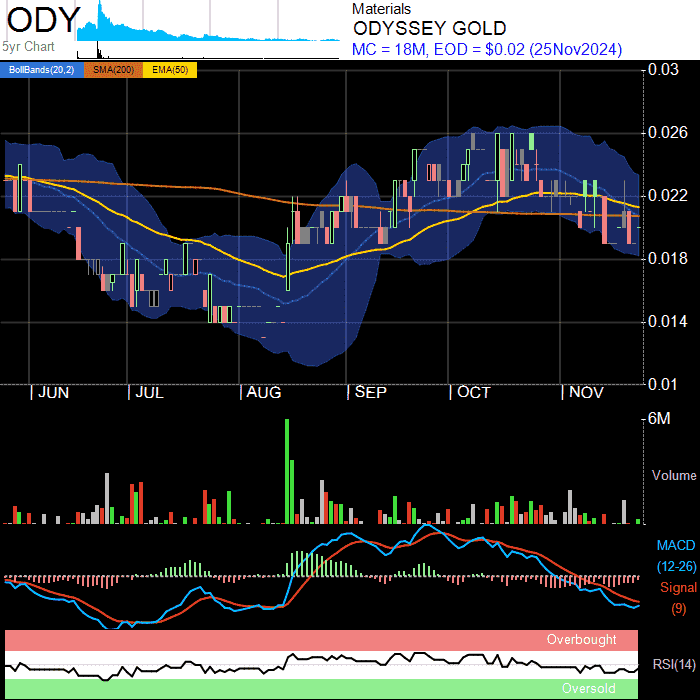 ODY
5yr Chart
Materials
ODYSSEY GOLD
MC = 18M, EOD = $0.02 (25Nov2024)
BollBands(20,2) SMA(200) EMA(50)
0.03
0.026
0.022
0.018
0.014
0.01
JUN JUL AUG SEP OCT NOV
6M
Volume
MACD
(12-26)
Signal
(9)
Overbought
RSI(14)
Oversold